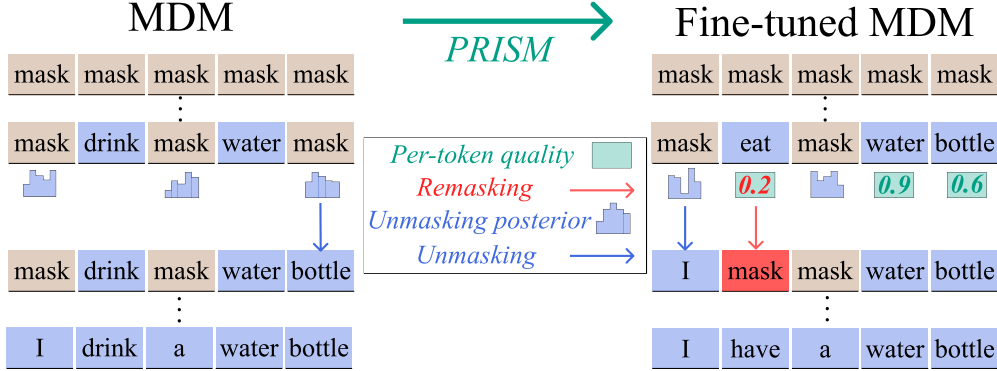 MDM
PRISM
Fine-tuned MDM
mask mask mask mask mask
mask drink mask water mask
mask drink mask water bottle
I drink a water bottle
Per-token quality
Remasking
Unmasking posterior
Unmasking
mask mask mask mask mask
mask eat mask water bottle
0.2 0.9 0.6
I mask mask water bottle
I have a water bottle